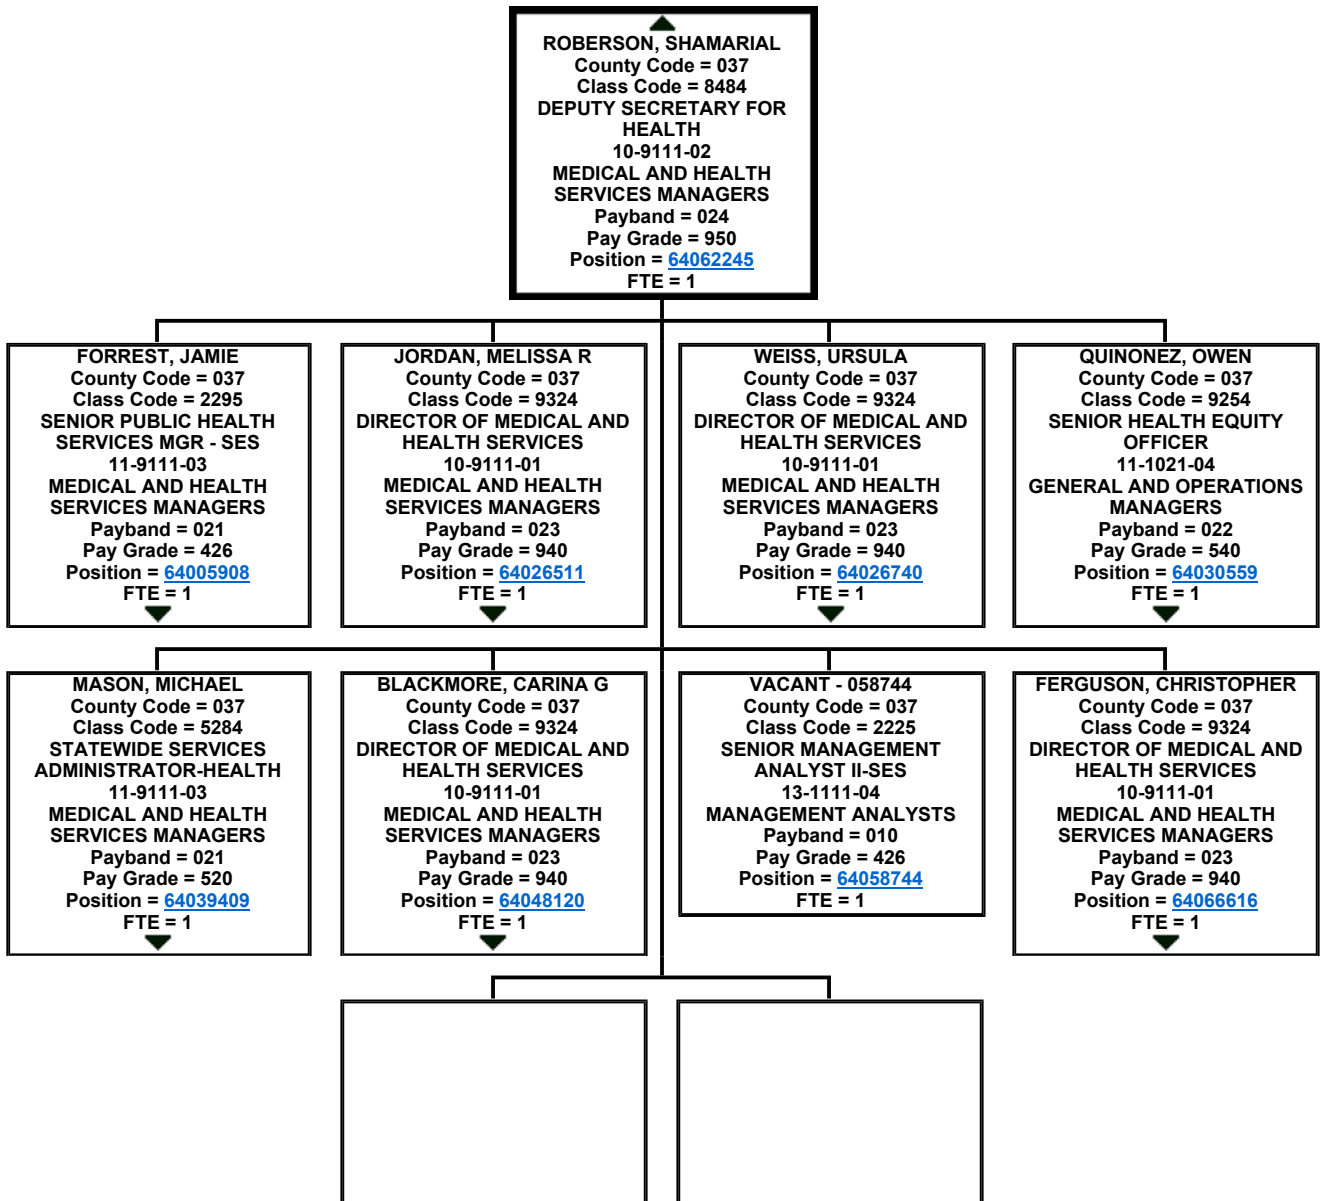 ROBERSON, SHAMARIAL
County Code = 037
Class Code = 8484
DEPUTY SECRETARY FOR
HEALTH
10-9111-02
MEDICAL AND HEALTH
SERVICES MANAGERS
Payband = 024
Pay Grade = 950
Position = 64062245
FTE = 1
FORREST, JAMIE
County Code = 037
Class Code = 2295
SENIOR PUBLIC HEALTH
SERVICES MGR - SES
11-9111-03
MEDICAL AND HEALTH
SERVICES MANAGERS
Payband = 021
Pay Grade = 426
Position = 64005908
FTE = 1
JORDAN, MELISSA R
County Code = 037
Class Code = 9324
DIRECTOR OF MEDICAL AND
HEALTH SERVICES
10-9111-01
MEDICAL AND HEALTH
SERVICES MANAGERS
Payband = 023
Pay Grade = 940
Position = 64026511
FTE = 1
WEISS, URSULA
County Code = 037
Class Code = 9324
DIRECTOR OF MEDICAL AND
HEALTH SERVICES
10-9111-01
MEDICAL AND HEALTH
SERVICES MANAGERS
Payband = 023
Pay Grade = 940
Position = 64026740
FTE = 1
QUINONEZ, OWEN
County Code = 037
Class Code = 9254
SENIOR HEALTH EQUITY
OFFICER
11-1021-04
GENERAL AND OPERATIONS
MANAGERS
Payband = 022
Pay Grade = 540
Position = 64030559
FTE = 1
MASON, MICHAEL
County Code = 037
Class Code = 5284
STATEWIDE SERVICES
ADMINISTRATOR-HEALTH
11-9111-03
MEDICAL AND HEALTH
SERVICES MANAGERS
Payband = 021
Pay Grade = 520
Position = 64039409
FTE = 1
BLACKMORE, CARINA G
County Code = 037
Class Code = 9324
DIRECTOR OF MEDICAL AND
HEALTH SERVICES
10-9111-01
MEDICAL AND HEALTH
SERVICES MANAGERS
Payband = 023
Pay Grade = 940
Position = 64048120
FTE = 1
VACANT - 058744
County Code = 037
Class Code = 2225
SENIOR MANAGEMENT
ANALYST II-SES
13-1111-04
MANAGEMENT ANALYSTS
Payband = 010
Pay Grade = 426
Position = 64058744
FTE = 1
FERGUSON, CHRISTOPHER
County Code = 037
Class Code = 9324
DIRECTOR OF MEDICAL AND
HEALTH SERVICES
10-9111-01
MEDICAL AND HEALTH
SERVICES MANAGERS
Payband = 023
Pay Grade = 940
Position = 64066616
FTE = 1